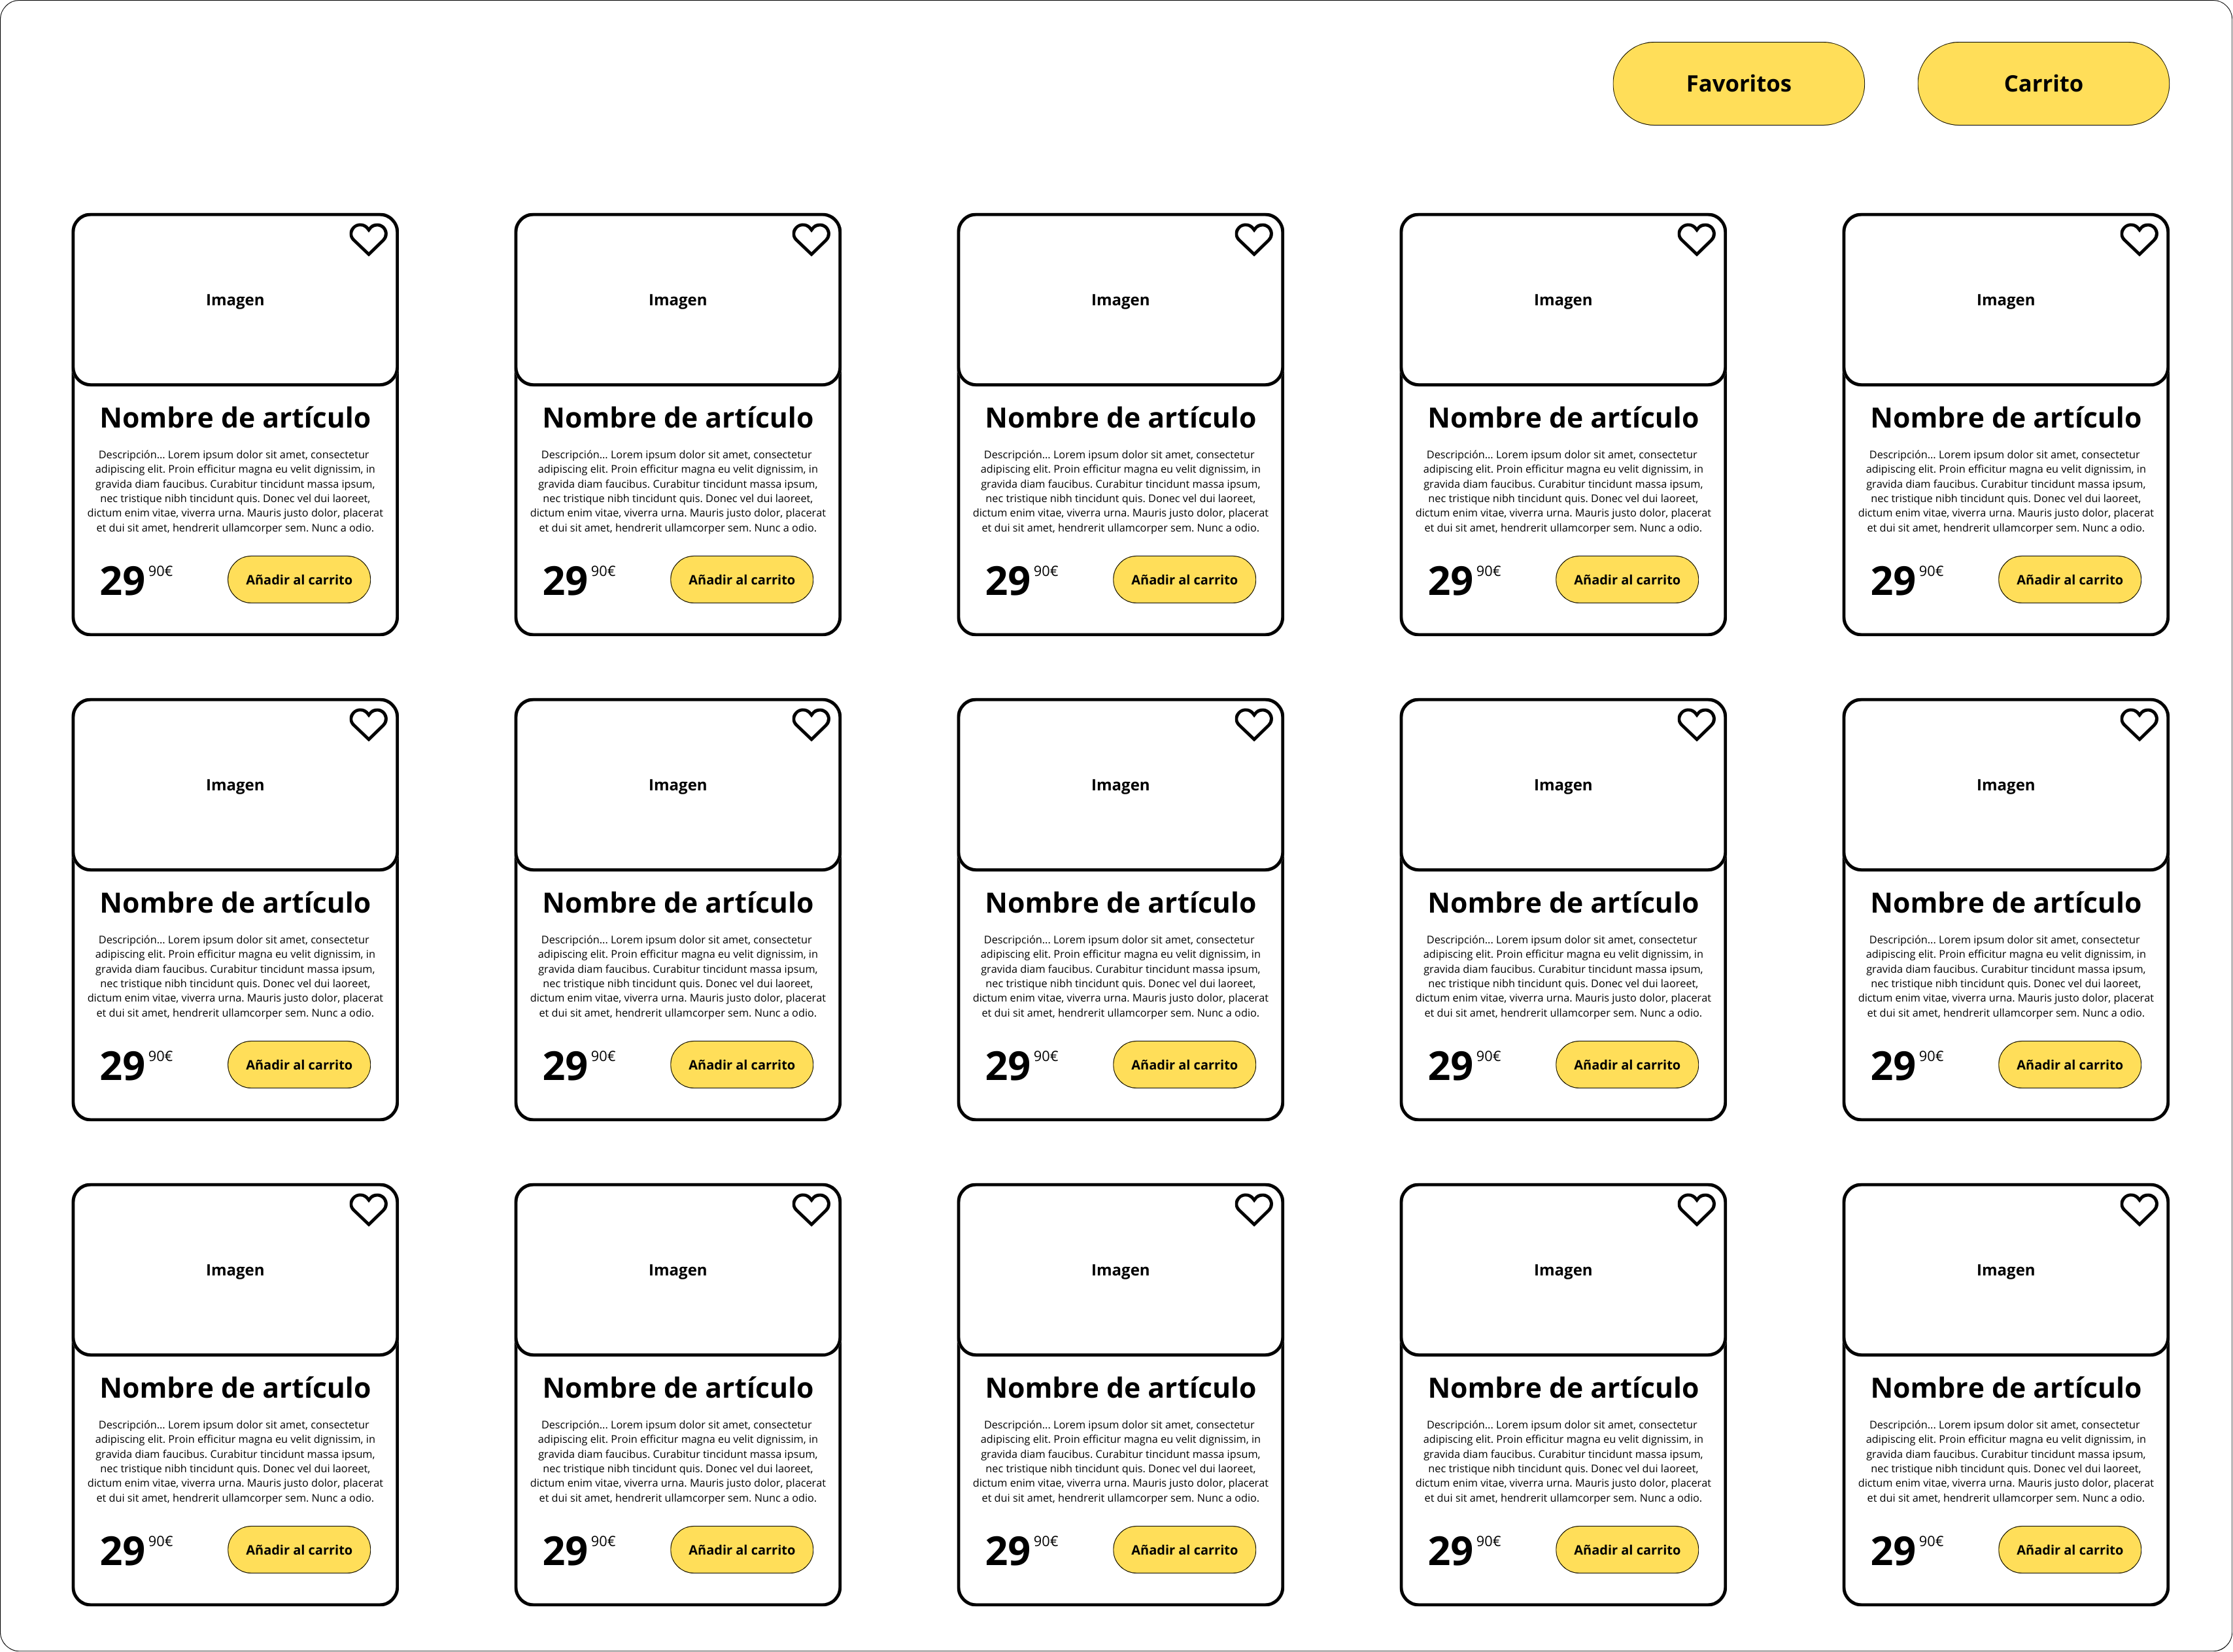 Favoritos
Carrito
Imagen
Nombre de artículo
Descripción... Lorem ipsum dolor sit amet, consectetur
adipiscing elit. Proin efficitur magna eu velit dignissim, in
gravida diam faucibus. Curabitur tincidunt massa ipsum,
nec tristique nibh tincidunt quis. Donec vel dui laoreet,
dictum enim vitae, viverra urna. Mauris justo dolor, placerat
et dui sit amet, hendrerit ullamcorper sem. Nunc a odio.
29 90€
Añadir al carrito
Imagen
Nombre de artículo
Descripción... Lorem ipsum dolor sit amet, consectetur
adipiscing elit. Proin efficitur magna eu velit dignissim, in
gravida diam faucibus. Curabitur tincidunt massa ipsum,
nec tristique nibh tincidunt quis. Donec vel dui laoreet,
dictum enim vitae, viverra urna. Mauris justo dolor, placerat
et dui sit amet, hendrerit ullamcorper sem. Nunc a odio.
29 90€
Añadir al carrito
Imagen
Nombre de artículo
Descripción... Lorem ipsum dolor sit amet, consectetur
adipiscing elit. Proin efficitur magna eu velit dignissim, in
gravida diam faucibus. Curabitur tincidunt massa ipsum,
nec tristique nibh tincidunt quis. Donec vel dui laoreet,
dictum enim vitae, viverra urna. Mauris justo dolor, placerat
et dui sit amet, hendrerit ullamcorper sem. Nunc a odio.
29 90€
Añadir al carrito
Imagen
Nombre de artículo
Descripción... Lorem ipsum dolor sit amet, consectetur
adipiscing elit. Proin efficitur magna eu velit dignissim, in
gravida diam faucibus. Curabitur tincidunt massa ipsum,
nec tristique nibh tincidunt quis. Donec vel dui laoreet,
dictum enim vitae, viverra urna. Mauris justo dolor, placerat
et dui sit amet, hendrerit ullamcorper sem. Nunc a odio.
29 90€
Añadir al carrito
Imagen
Nombre de artículo
Descripción... Lorem ipsum dolor sit amet, consectetur
adipiscing elit. Proin efficitur magna eu velit dignissim, in
gravida diam faucibus. Curabitur tincidunt massa ipsum,
nec tristique nibh tincidunt quis. Donec vel dui laoreet,
dictum enim vitae, viverra urna. Mauris justo dolor, placerat
et dui sit amet, hendrerit ullamcorper sem. Nunc a odio.
29 90€
Añadir al carrito
Imagen
Nombre de artículo
Descripción... Lorem ipsum dolor sit amet, consectetur
adipiscing elit. Proin efficitur magna eu velit dignissim, in
gravida diam faucibus. Curabitur tincidunt massa ipsum,
nec tristique nibh tincidunt quis. Donec vel dui laoreet,
dictum enim vitae, viverra urna. Mauris justo dolor, placerat
et dui sit amet, hendrerit ullamcorper sem. Nunc a odio.
29 90€
Añadir al carrito
Imagen
Nombre de artículo
Descripción... Lorem ipsum dolor sit amet, consectetur
adipiscing elit. Proin efficitur magna eu velit dignissim, in
gravida diam faucibus. Curabitur tincidunt massa ipsum,
nec tristique nibh tincidunt quis. Donec vel dui laoreet,
dictum enim vitae, viverra urna. Mauris justo dolor, placerat
et dui sit amet, hendrerit ullamcorper sem. Nunc a odio.
29 90€
Añadir al carrito
Imagen
Nombre de artículo
Descripción... Lorem ipsum dolor sit amet, consectetur
adipiscing elit. Proin efficitur magna eu velit dignissim, in
gravida diam faucibus. Curabitur tincidunt massa ipsum,
nec tristique nibh tincidunt quis. Donec vel dui laoreet,
dictum enim vitae, viverra urna. Mauris justo dolor, placerat
et dui sit amet, hendrerit ullamcorper sem. Nunc a odio.
29 90€
Añadir al carrito
Imagen
Nombre de artículo
Descripción... Lorem ipsum dolor sit amet, consectetur
adipiscing elit. Proin efficitur magna eu velit dignissim, in
gravida diam faucibus. Curabitur tincidunt massa ipsum,
nec tristique nibh tincidunt quis. Donec vel dui laoreet,
dictum enim vitae, viverra urna. Mauris justo dolor, placerat
et dui sit amet, hendrerit ullamcorper sem. Nunc a odio.
29 90€
Añadir al carrito
Imagen
Nombre de artículo
Descripción... Lorem ipsum dolor sit amet, consectetur
adipiscing elit. Proin efficitur magna eu velit dignissim, in
gravida diam faucibus. Curabitur tincidunt massa ipsum,
nec tristique nibh tincidunt quis. Donec vel dui laoreet,
dictum enim vitae, viverra urna. Mauris justo dolor, placerat
et dui sit amet, hendrerit ullamcorper sem. Nunc a odio.
29 90€
Añadir al carrito
Imagen
Nombre de artículo
Descripción... Lorem ipsum dolor sit amet, consectetur
adipiscing elit. Proin efficitur magna eu velit dignissim, in
gravida diam faucibus. Curabitur tincidunt massa ipsum,
nec tristique nibh tincidunt quis. Donec vel dui laoreet,
dictum enim vitae, viverra urna. Mauris justo dolor, placerat
et dui sit amet, hendrerit ullamcorper sem. Nunc a odio.
29 90€
Añadir al carrito
Imagen
Nombre de artículo
Descripción... Lorem ipsum dolor sit amet, consectetur
adipiscing elit. Proin efficitur magna eu velit dignissim, in
gravida diam faucibus. Curabitur tincidunt massa ipsum,
nec tristique nibh tincidunt quis. Donec vel dui laoreet,
dictum enim vitae, viverra urna. Mauris justo dolor, placerat
et dui sit amet, hendrerit ullamcorper sem. Nunc a odio.
29 90€
Añadir al carrito
Imagen
Nombre de artículo
Descripción... Lorem ipsum dolor sit amet, consectetur
adipiscing elit. Proin efficitur magna eu velit dignissim, in
gravida diam faucibus. Curabitur tincidunt massa ipsum,
nec tristique nibh tincidunt quis. Donec vel dui laoreet,
dictum enim vitae, viverra urna. Mauris justo dolor, placerat
et dui sit amet, hendrerit ullamcorper sem. Nunc a odio.
29 90€
Añadir al carrito
Imagen
Nombre de artículo
Descripción... Lorem ipsum dolor sit amet, consectetur
adipiscing elit. Proin efficitur magna eu velit dignissim, in
gravida diam faucibus. Curabitur tincidunt massa ipsum,
nec tristique nibh tincidunt quis. Donec vel dui laoreet,
dictum enim vitae, viverra urna. Mauris justo dolor, placerat
et dui sit amet, hendrerit ullamcorper sem. Nunc a odio.
29 90€
Añadir al carrito
Imagen
Nombre de artículo
Descripción... Lorem ipsum dolor sit amet, consectetur
adipiscing elit. Proin efficitur magna eu velit dignissim, in
gravida diam faucibus. Curabitur tincidunt massa ipsum,
nec tristique nibh tincidunt quis. Donec vel dui laoreet,
dictum enim vitae, viverra urna. Mauris justo dolor, placerat
et dui sit amet, hendrerit ullamcorper sem. Nunc a odio.
29 90€
Añadir al carrito